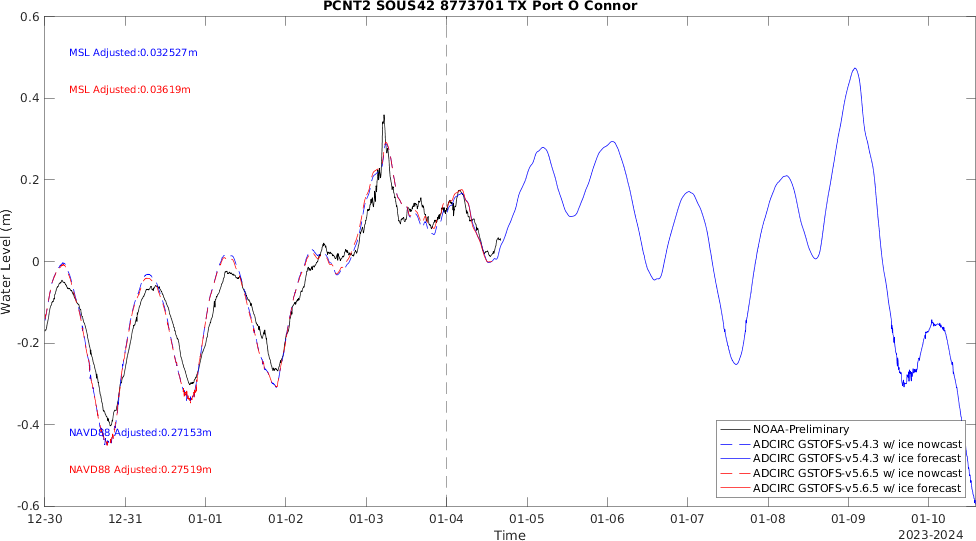 PCNT2 SOUS42 8773701 TX Port O Connor
0.6
0.4
0.2
0
-0.2
-0.4
-0.6
Water Level (m)
MSL Adjusted:0.032527m
MSL Adjusted:0.03619m
NAVD88 Adjusted:0.27153m
NAVD88 Adjusted:0.27519m
NOAA-Preliminary
ADCIRC GSTOFS-v5.4.3 w/ ice nowcast
ADCIRC GSTOFS-v5.4.3 w/ ice forecast
ADCIRC GSTOFS-v5.6.5 w/ ice nowcast
ADCIRC GSTOFS-v5.6.5 w/ ice forecast
12-30 12-31 01-01 01-02 01-03 01-04 01-05 01-06 01-07 01-08 01-09 01-10
Time
2023-2024